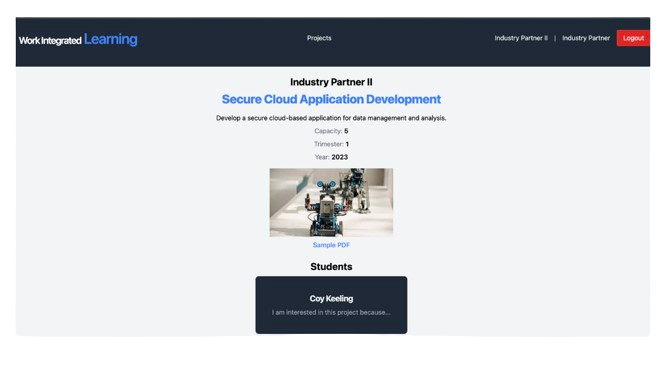 Work Integrated Learning
Projects
Industry Partner II | Industry Partner
Logout
Industry Partner II
Secure Cloud Application Development
Develop a secure cloud-based application for data management and analysis.
Capacity: 5
Trimester: 1
Year: 2023
Sample PDF
Students
Coy Keeling
I am interested in this project because...